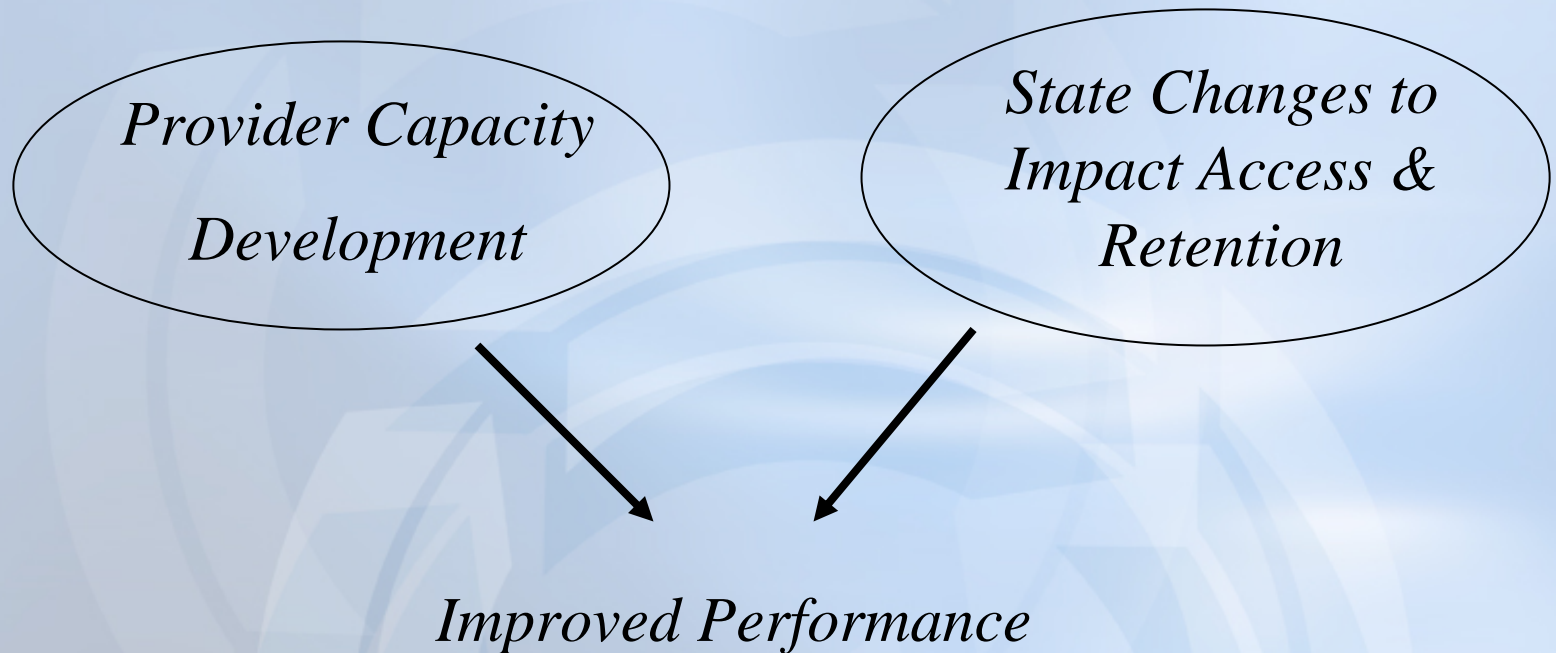 Provider Capacity
Development
State Changes to
Impact Access &
Retention
Improved Performance